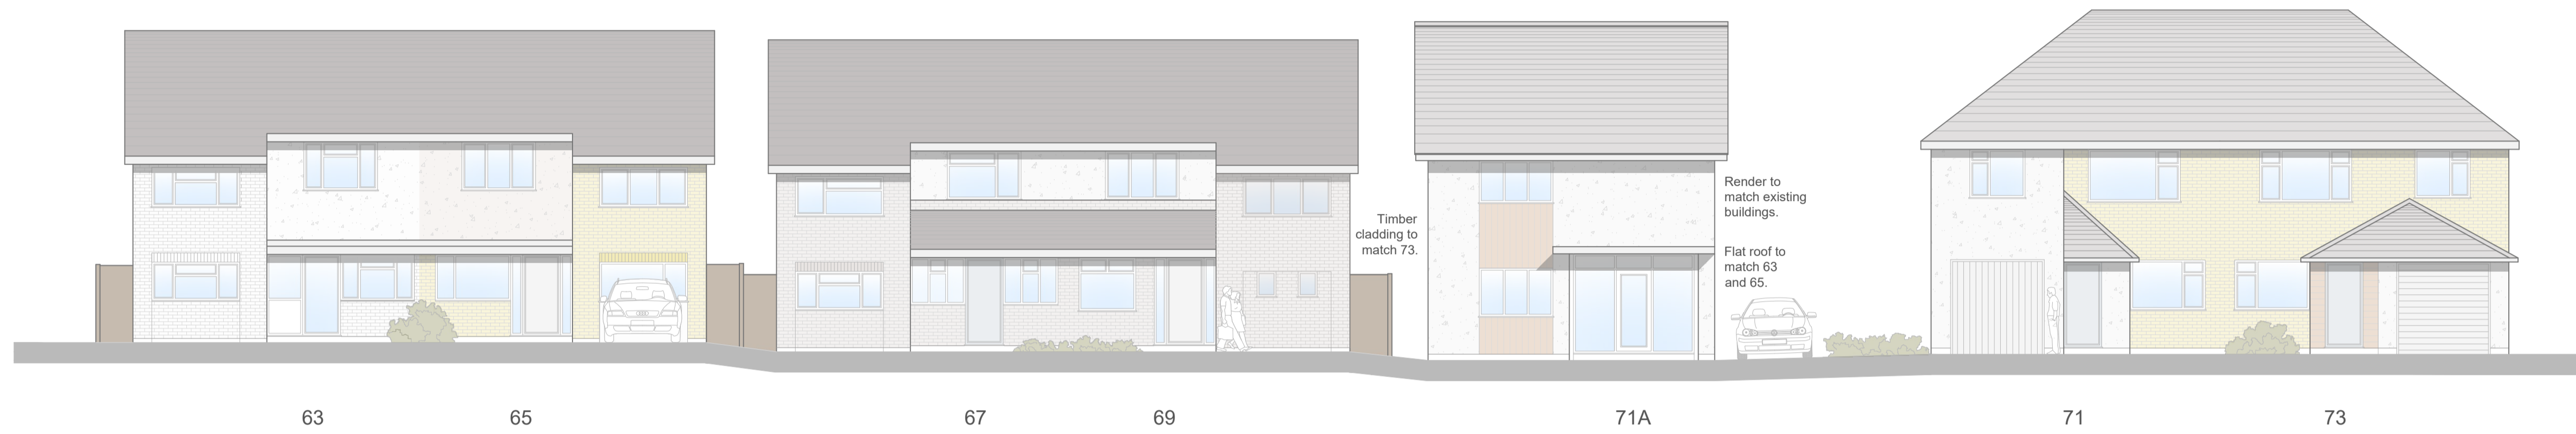 Timber
cladding to
match 73.
Render to
match existing
buildings.
Flat roof to
match 63
and 65.
63
65
67
69
71A
71
73